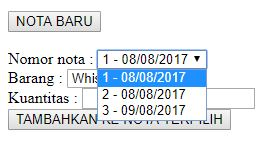 NOTA BARU
Nomor nota : 1 - 08/08/2017
1 - 08/08/2017
Barang : Whis
2 - 08/08/2017
Kuantitas :
3 - 09/08/2017
TAMBAHKAN KE NOTA TERPILIH